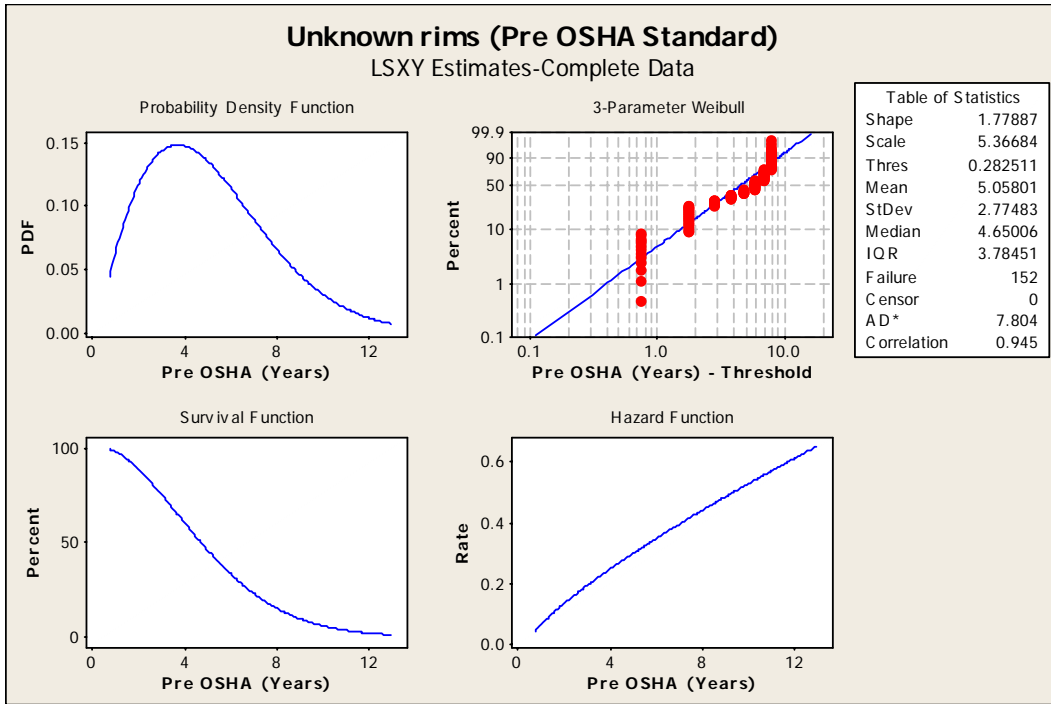 Unknown rims (Pre OSHA Standard)
LSXY Estimates-Complete Data
Probability Density Function
0.15
0.10
0.05
0.00
PDF
0 4 8 12
Pre OSHA (Years)
3-Parameter Weibull
99.9
90
50
10
1
0.1
Percent
0.1 1.0 10.0
Pre OSHA (Years) - Threshold
Table of Statistics
Shape 1.77887
Scale 5.36684
Thres 0.282511
Mean 5.05801
StDev 2.77483
Median 4.65006
IQR 3.78451
Failure 152
Censor 0
AD* 7.804
Correlation 0.945
Survival Function
100
50
0
Percent
0 4 8 12
Pre OSHA (Years)
Hazard Function
0.6
0.4
0.2
0.0
Rate
0 4 8 12
Pre OSHA (Years)